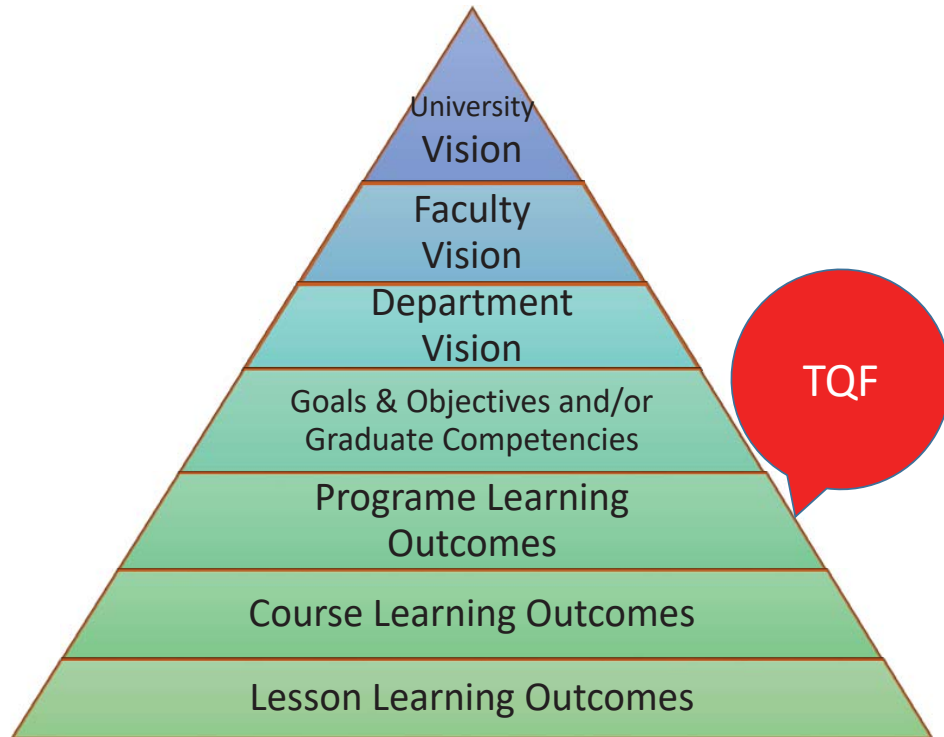 University
Vision
Faculty
Vision
Department
Vision
Goals & Objectives and/or
Graduate Competencies
TQF
Programe Learning
Outcomes
Course Learning Outcomes
Lesson Learning Outcomes